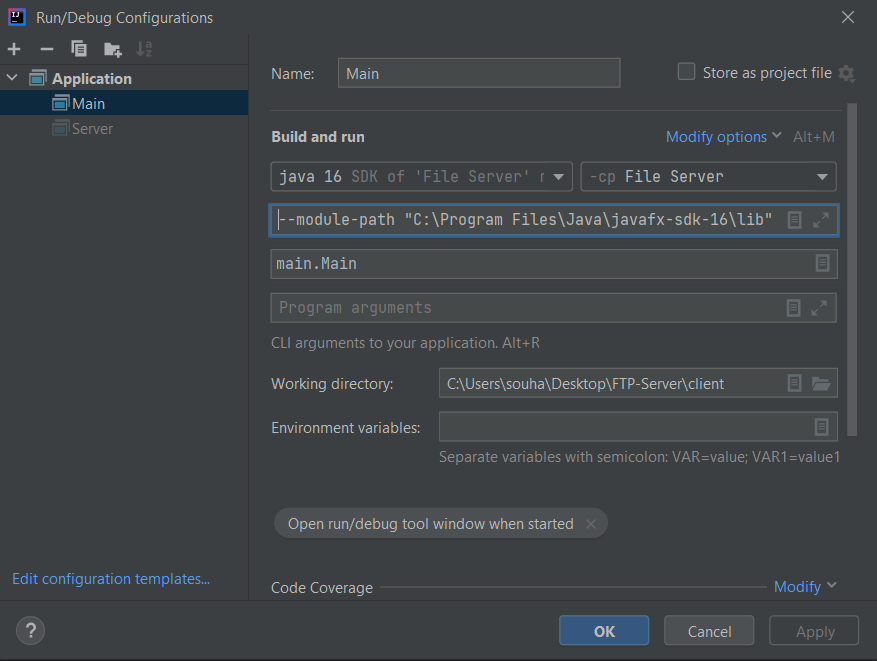 Run/Debug Configurations
Application
Main
Server
Edit configuration templates...
Name: Main Store as project file
Build and run Modify options Alt+M
java 16 SDK of 'File Server' -cp File Server
--module-path "C:\Program Files\Java\javafx-sdk-16\lib"
main.Main
Program arguments
CLI arguments to your application. Alt+R
Working directory: C:\Users\souha\Desktop\FTP-Server\client
Environment variables:
Separate variables with semicolon: VAR=value; VAR1=value1
Open run/debug tool window when started
Code Coverage Modify
? OK Cancel Apply